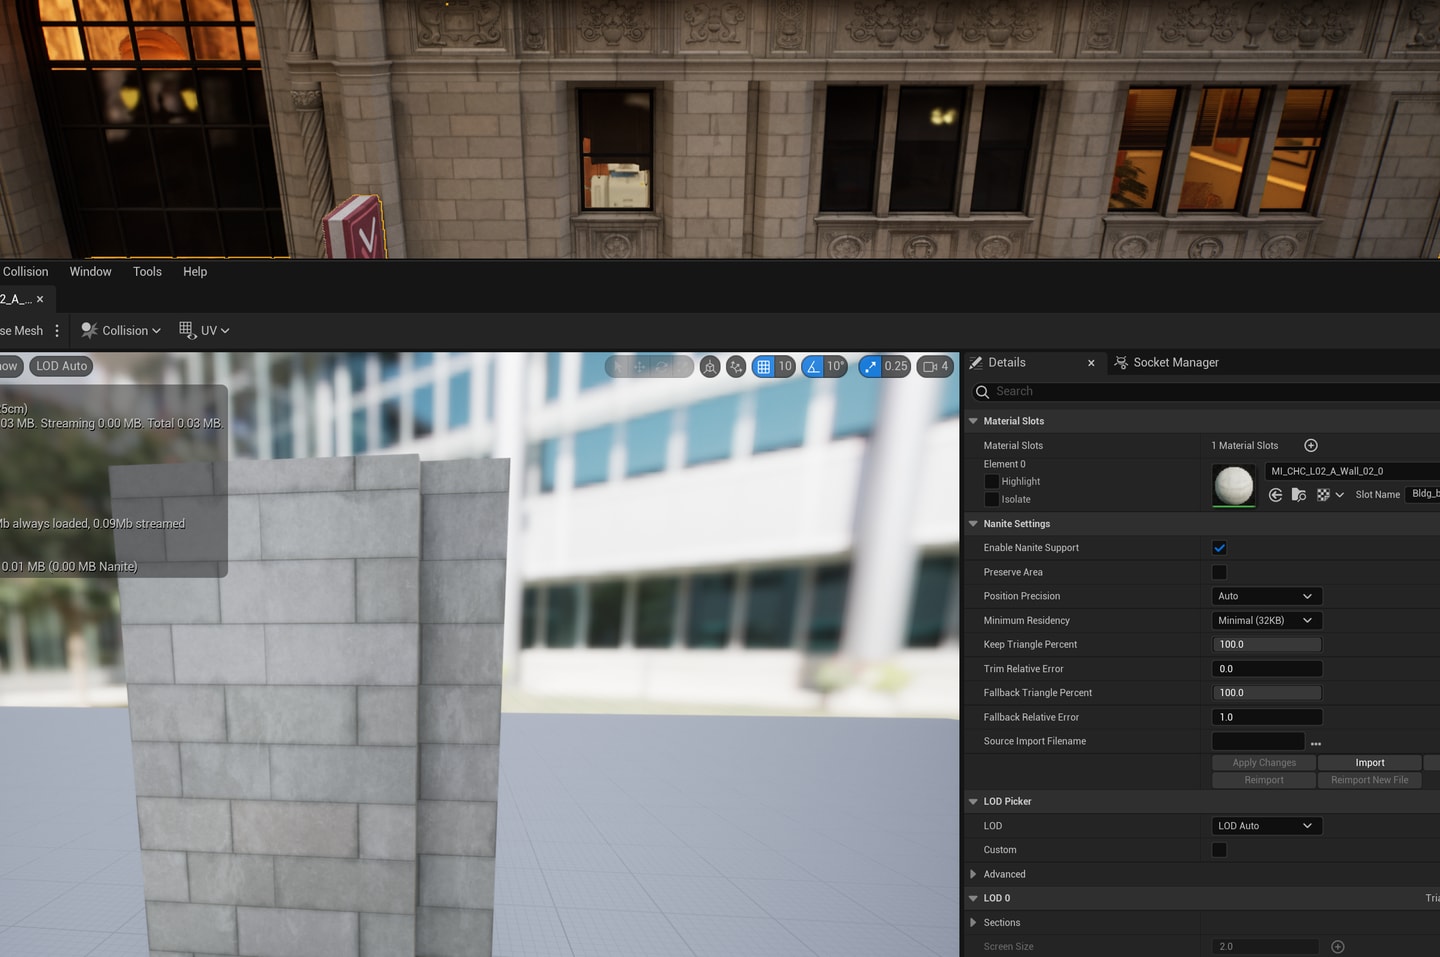 Collision Window Tools Help
2_A_...
se Mesh Collision UV
ow LOD Auto 10 10° 0.25 4
5cm)
03 MB. Streaming 0.00 MB. Total 0.03 MB.
Mb always loaded, 0.09Mb streamed
0.01 MB (0.00 MB Nanite)
Details Socket Manager
Search
Material Slots
Material Slots 1 Material Slots
Element 0
Highlight
Isolate
MI_CHC_L02_A_Wall_02_0
Slot Name Bldg_b
Nanite Settings
Enable Nanite Support
Preserve Area
Position Precision Auto
Minimum Residency Minimal (32KB)
Keep Triangle Percent 100.0
Trim Relative Error 0.0
Fallback Triangle Percent 100.0
Fallback Relative Error 1.0
Source Import Filename
Apply Changes Import
Reimport Reimport New File
LOD Picker
LOD LOD Auto
Custom
Advanced
LOD 0 Tria
Sections
Screen Size 2.0